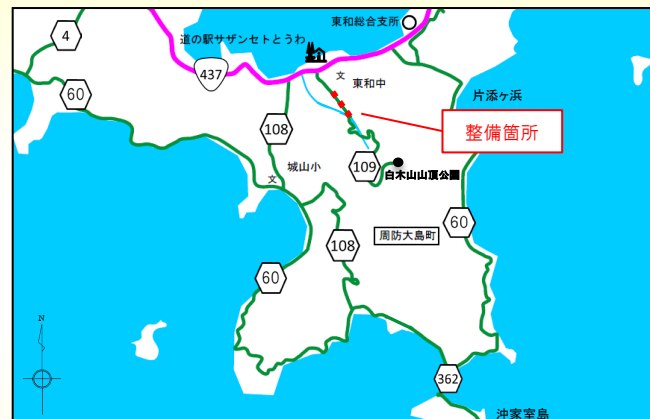 東和総合支所
4
道の駅サザンセトとうわ
437
文
東和中
60
片添ヶ浜
整備箇所
108
城山小
109
白木山山頂公園
文
60
周防大島町
108
60
N
362
沖家室島